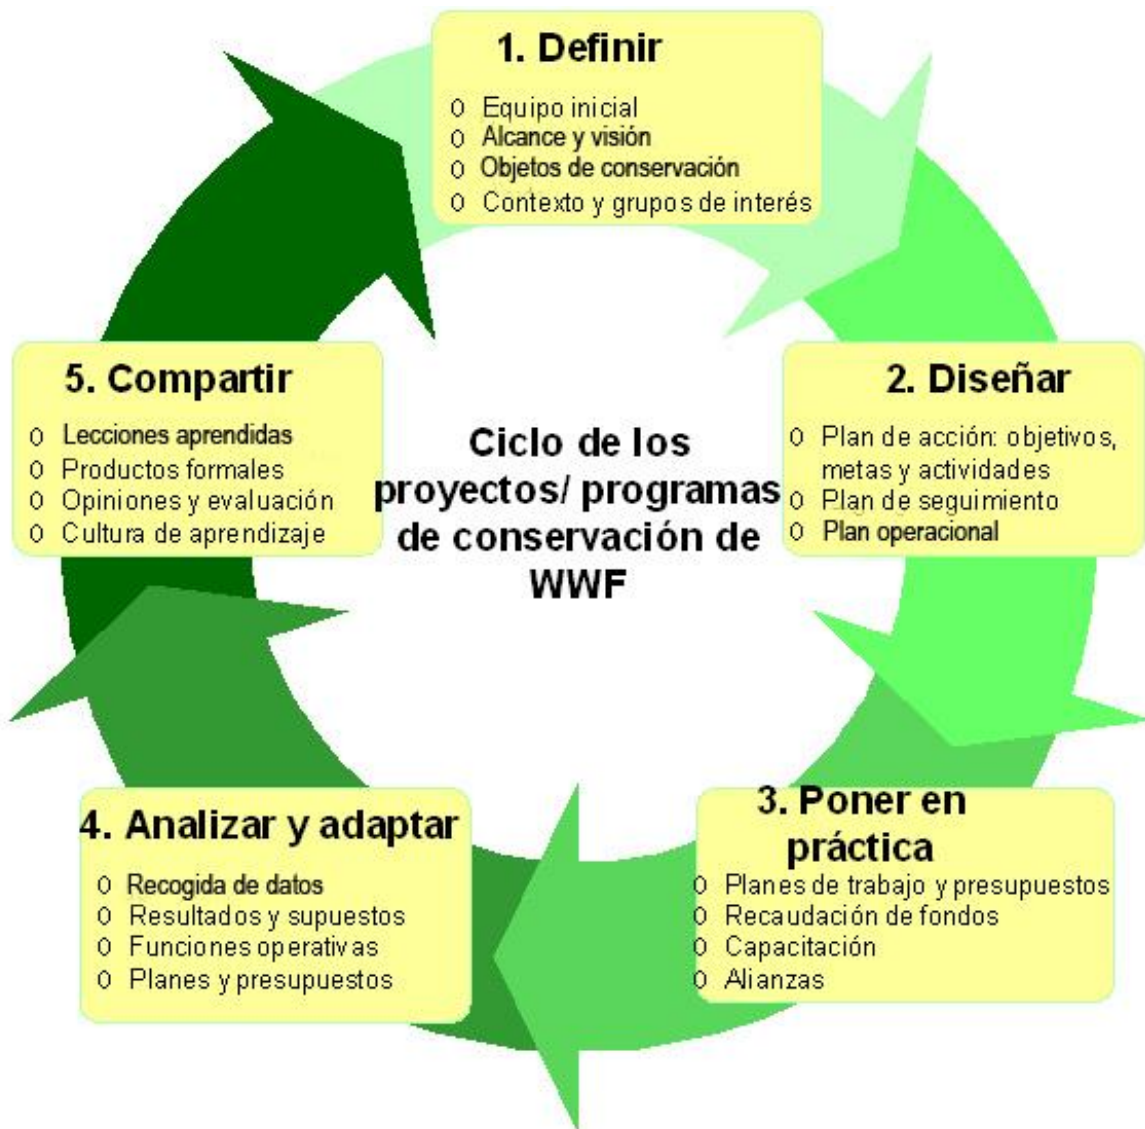 1. Definir
o Equipo inicial
o Alcance y visión
o Objetos de conservación
o Contexto y grupos de interés
2. Diseñar
o Plan de acción: objetivos,
metas y actividades
o Plan de seguimiento
o Plan operacional
3. Poner en
práctica
o Planes de trabajo y presupuestos
o Recaudación de fondos
o Capacitación
o Alianzas
4. Analizar y adaptar
o Recogida de datos
o Resultados y supuestos
o Funciones operativas
o Planes y presupuestos
5. Compartir
o Lecciones aprendidas
o Productos formales
o Opiniones y evaluación
o Cultura de aprendizaje
Ciclo de los
proyectos/ programas
de conservación de
WWF